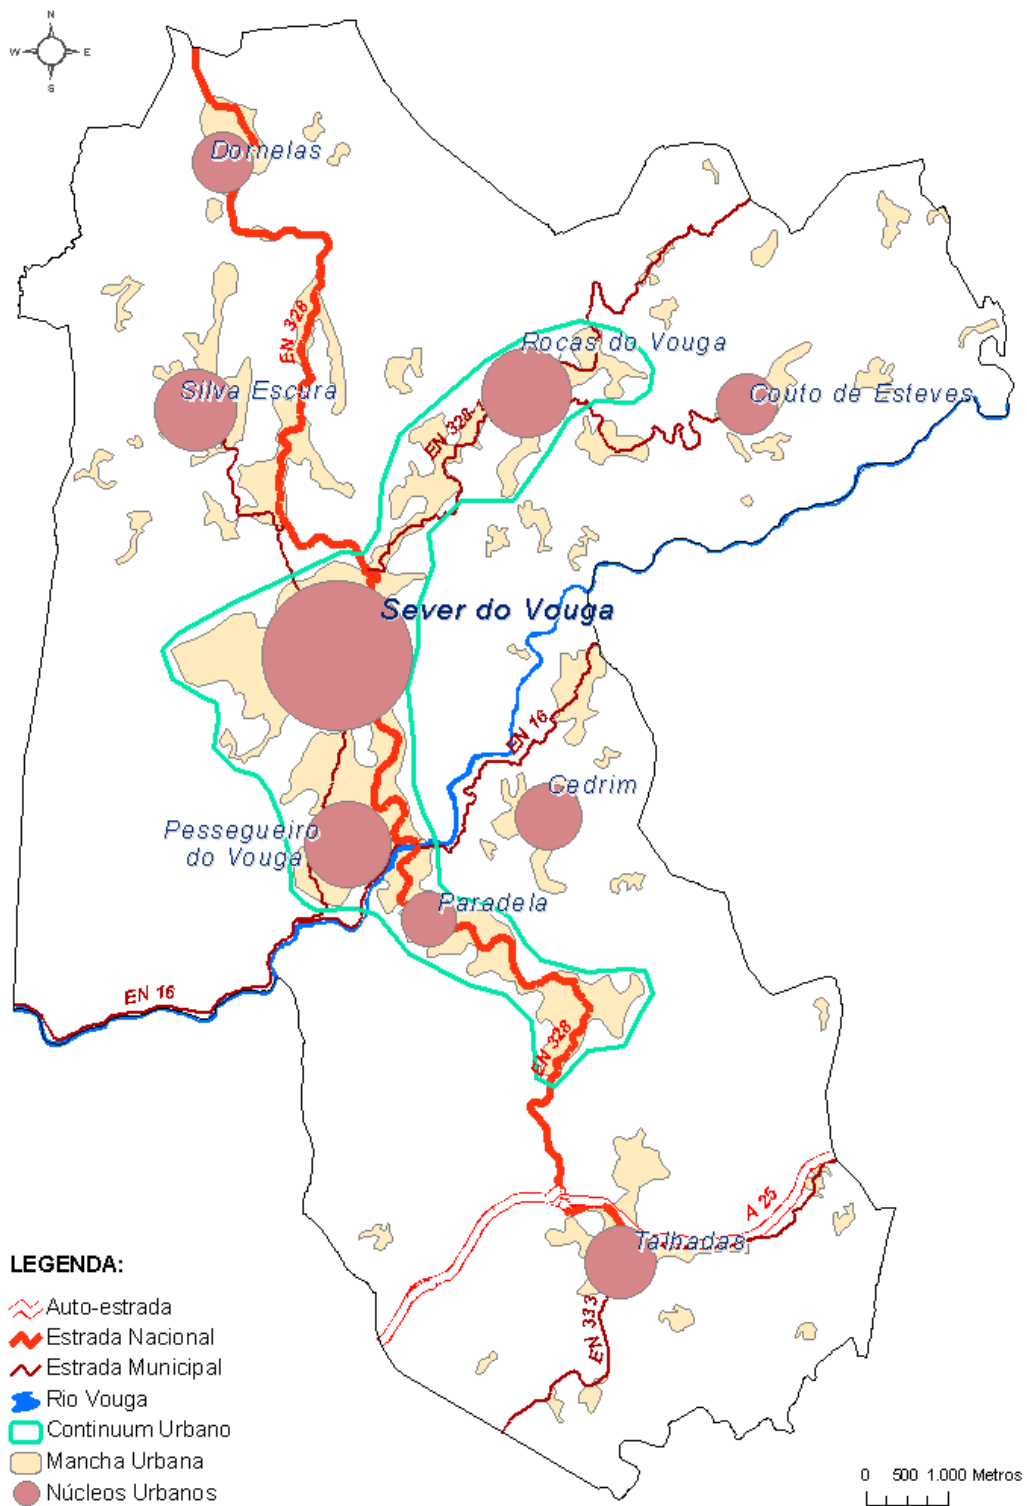 N
W E
S
Dornelas
EN 328
Rocas do Vouga
Silva Escura
Couto de Esteves
EN 328-1
Sever do Vouga
EN 16
Cedrim
Pessegueiro
do Vouga
Paradela
EN 16
EN 328
A 25
Talhadas
EN 333
LEGENDA:
Auto-estrada
Estrada Nacional
Estrada Municipal
Rio Vouga
Continuum Urbano
Mancha Urbana
Núcleos Urbanos
0 500 1.000 Metros